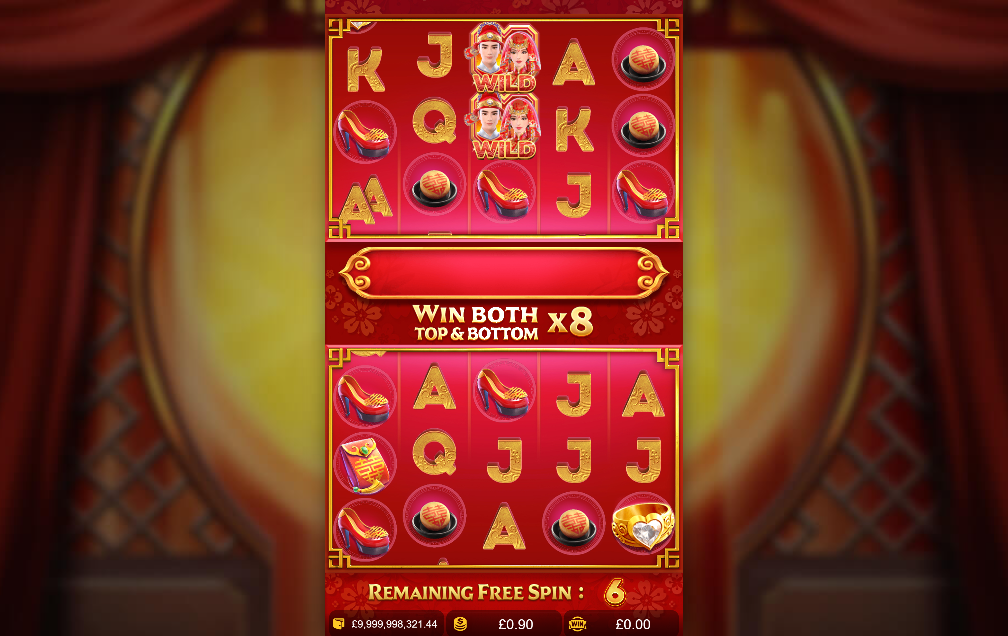 K J WILD A
Q WILD K
A A J
WIN BOTH
TOP & BOTTOM x8
A J A
Q J J J
A
REMAINING FREE SPIN : 6
£9,999,998,321.44 £0.90 WIN £0.00